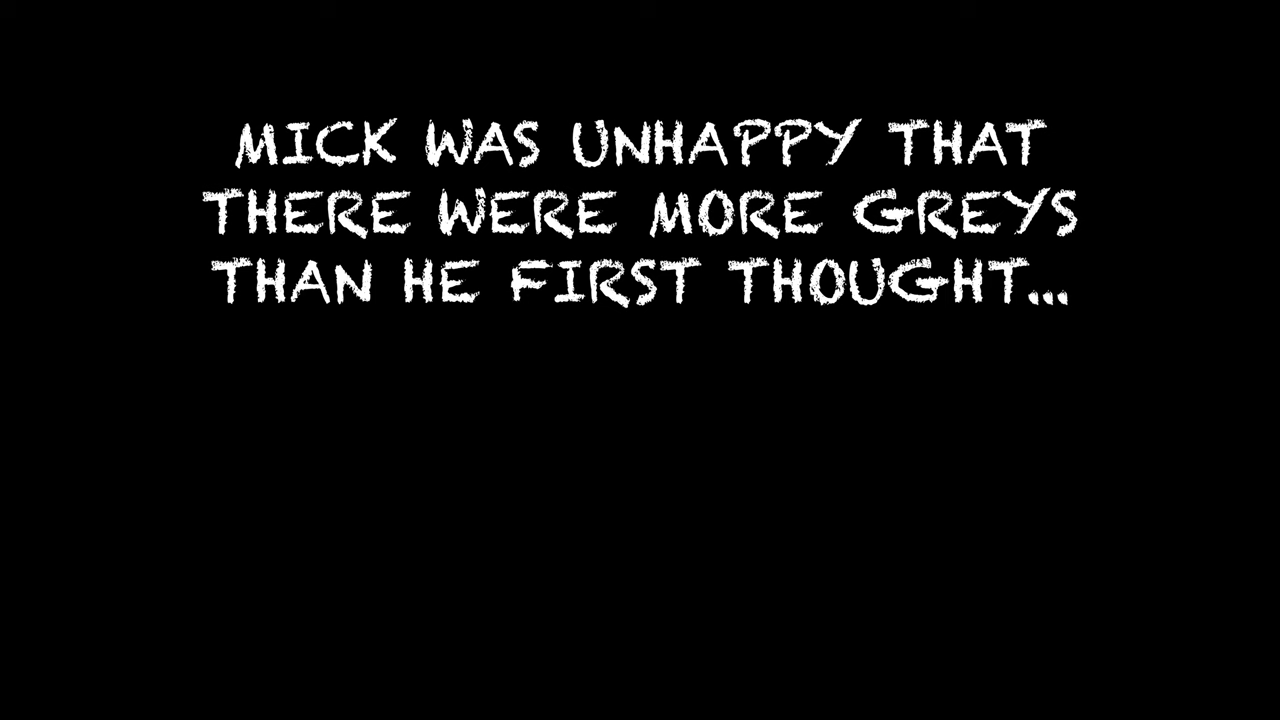 MICK WAS UNHAPPY THAT
THERE WERE MORE GREYS
THAN HE FIRST THOUGHT...